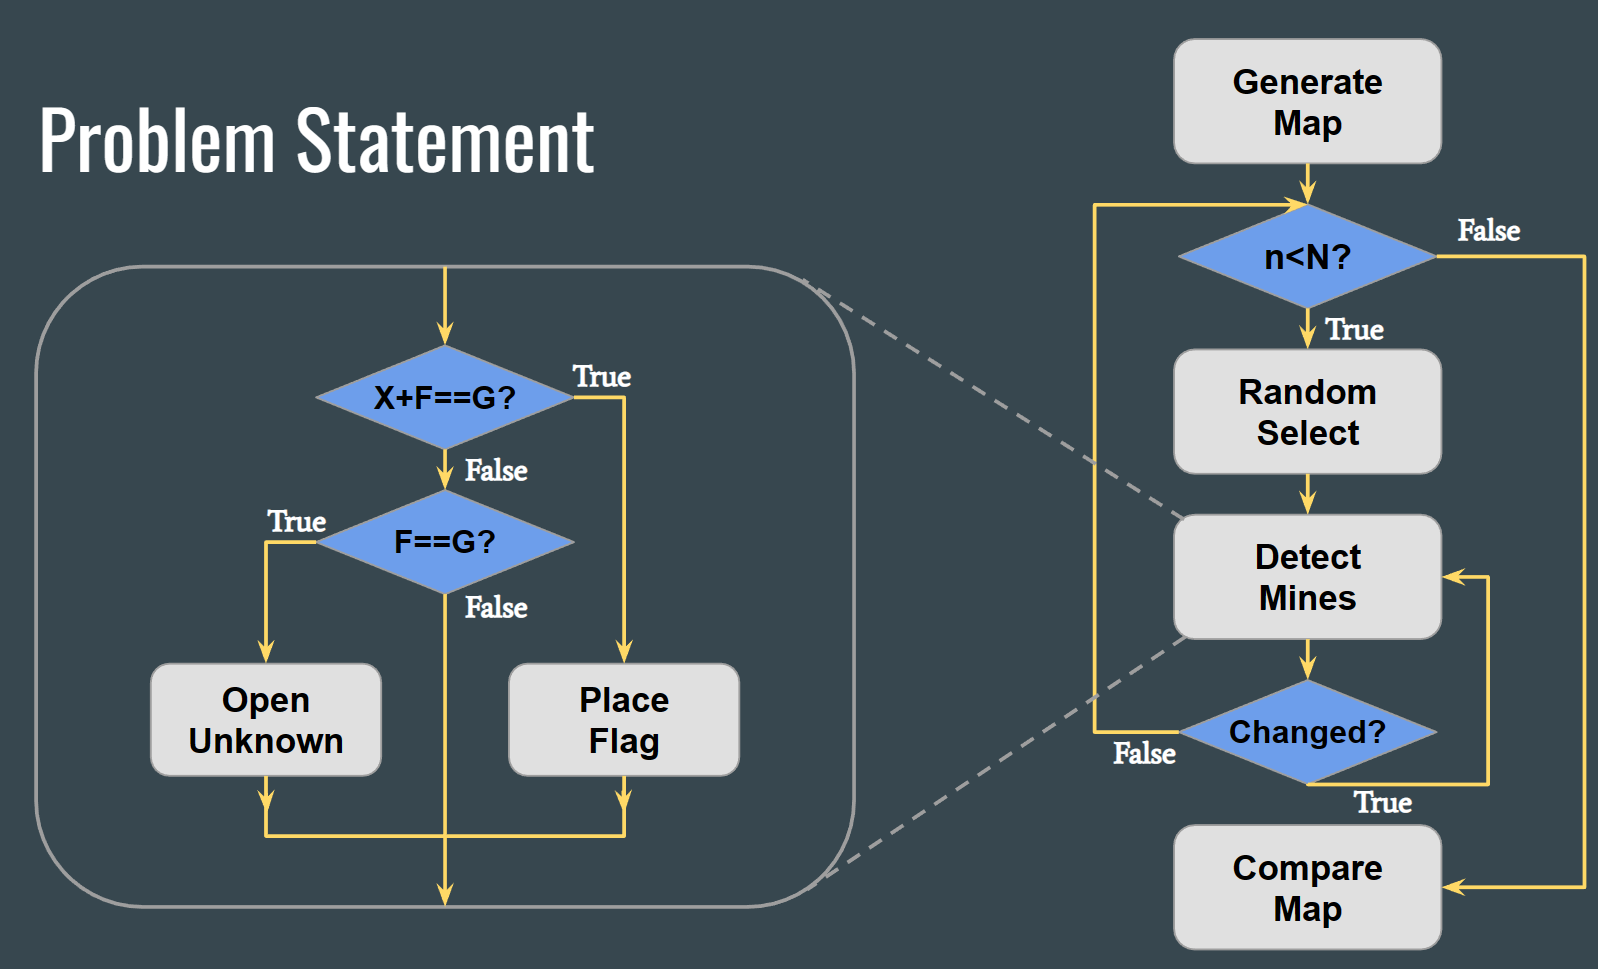 Problem Statement
X+F==G?
True
False
F==G?
True
False
Open
Unknown
Place
Flag
Generate
Map
n<N?
False
True
Random
Select
Detect
Mines
Changed?
False
True
Compare
Map